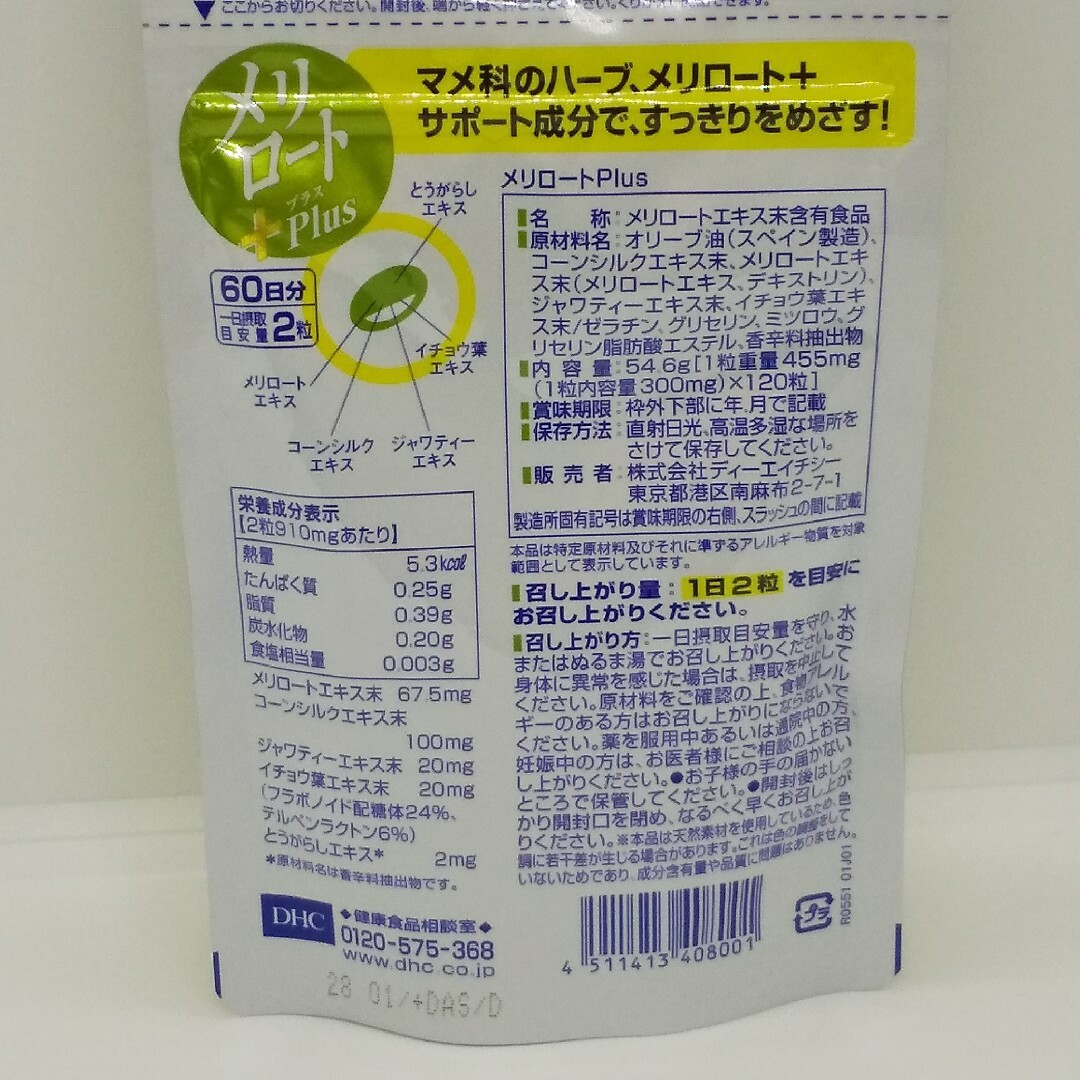 ▼ ここからお切りください。開封後、端から軽く押さえてください。くり
マメ科のハーブ、メリロート＋
サポート成分で、すっきりをめざす!
メリ
ロート
プラス
+Plus
60日分
一日摂取
目安量 2粒
とうがらし
エキス
イチョウ葉
エキス
メリロート
エキス
コーンシルク
エキス
ジャワティー
エキス
栄養成分表示
【2粒910mgあたり】
熱量 5.3kcal
たんぱく質 0.25g
脂質 0.39g
炭水化物 0.20g
食塩相当量 0.003g
メリロートエキス末 67.5mg
コーンシルクエキス末
100mg
ジャワティーエキス末 20mg
イチョウ葉エキス末 20mg
(フラボノイド配糖体24%、
テルペンラクトン6%)
とうがらしエキス* 2mg
*原材料名は香辛料抽出物です。
DHC
◆健康食品相談室◆
0120-575-368
www.dhc.co.jp
28 01/+DAS/D
メリロートPlus
名称:メリロートエキス末含有食品
原材料名:オリーブ油(スペイン製造)、
コーンシルクエキス末、メリロートエキ
ス末(メリロートエキス、デキストリン)、
ジャワティーエキス末、イチョウ葉エキ
ス末/ゼラチン、グリセリン、ミツロウ、グ
リセリン脂肪酸エステル、香辛料抽出物
内容量:54.6g[1粒重量455mg
(1粒内容量300mg)×120粒]
賞味期限:枠外下部に年.月で記載
保存方法:直射日光、高温多湿な場所を
さけて保存してください。
販売者:株式会社ディーエイチシー
東京都港区南麻布2-7-1
製造所固有記号は賞味期限の右側、スラッシュの間に記載
本品は特定原材料及びそれに準ずるアレルギー物質を対象
範囲として表示しています。
召し上がり量:1日2粒を目安に
お召し上がりください。
召し上がり方:一日摂取目安量を守り、水
またはぬるま湯でお召し上がりください。お
身体に異常を感じた場合は、摂取を中止して
ください。原材料をご確認の上、食物アレル
ギーのある方はお召し上がりにならないで
ください。薬を服用中あるいは通院中の方、
妊娠中の方は、お医者様にご相談の上お召
し上がりください。●お子様の手の届かない
ところで保管してください。●開封後はしっ
かり開封口を閉め、なるべく早くお召し上が
りください。※本品は天然素材を使用しているため、色
調に若干差が生じる場合があります。これは色の調整をして
いないためであり、成分含有量や品質に問題はありません。
4 511413 408001
プラ
R0551 01J01